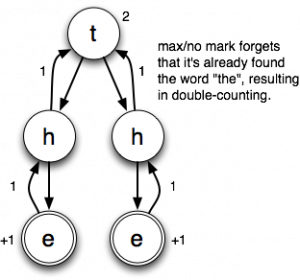 t
2
max/no mark forgets
that it's already found
the word "the", resulting
in double-counting.
1
1
h
h
1
1
+1
e
e
+1